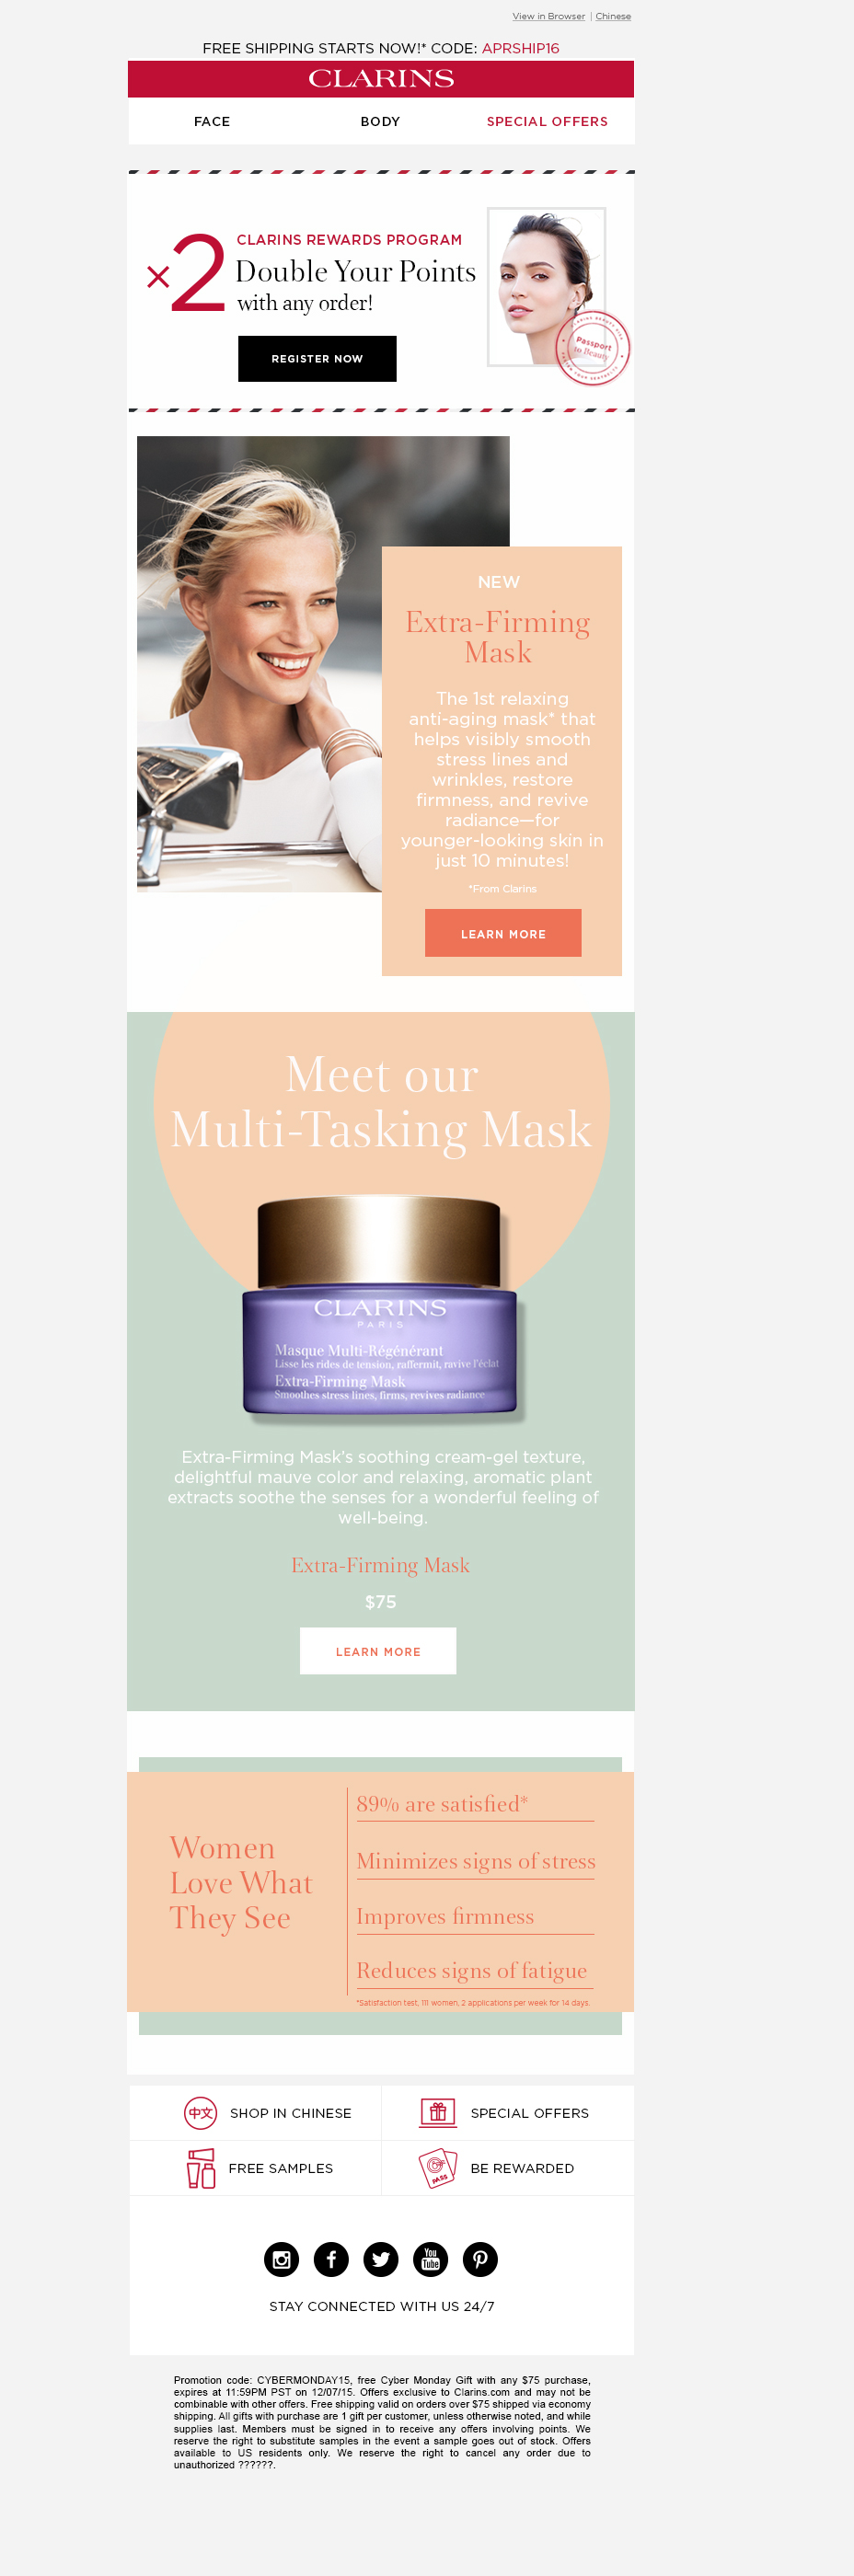 View in Browser | Chinese
FREE SHIPPING STARTS NOW!* CODE: APRSHIP16
CLARINS
FACE BODY SPECIAL OFFERS
×2
CLARINS REWARDS PROGRAM
Double Your Points
with any order!
REGISTER NOW
Passport
to Beauty
NEW
Extra-Firming
Mask
The 1st relaxing
anti-aging mask* that
helps visibly smooth
stress lines and
wrinkles, restore
firmness, and revive
radiance—for
younger-looking skin in
just 10 minutes!
*From Clarins
LEARN MORE
Meet our
Multi-Tasking Mask
CLARINS
PARIS
Masque Multi-Régénérant
Lisse les rides de tension, raffermit, ravive l'éclat
Extra-Firming Mask
Smoothes stress lines, firms, revives radiance
Extra-Firming Mask's soothing cream-gel texture,
delightful mauve color and relaxing, aromatic plant
extracts soothe the senses for a wonderful feeling of
well-being.
Extra-Firming Mask
$75
LEARN MORE
Women
Love What
They See
89% are satisfied*
Minimizes signs of stress
Improves firmness
Reduces signs of fatigue
*Satisfaction test, 111 women, 2 applications per week for 14 days.
中文 SHOP IN CHINESE
SPECIAL OFFERS
FREE SAMPLES
PASS BE REWARDED
You
Tube
STAY CONNECTED WITH US 24/7
Promotion code: CYBERMONDAY15, free Cyber Monday Gift with any $75 purchase,
expires at 11:59PM PST on 12/07/15. Offers exclusive to Clarins.com and may not be
combinable with other offers. Free shipping valid on orders over $75 shipped via economy
shipping. All gifts with purchase are 1 gift per customer, unless otherwise noted, and while
supplies last. Members must be signed in to receive any offers involving points. We
reserve the right to substitute samples in the event a sample goes out of stock. Offers
available to US residents only. We reserve the right to cancel any order due to
unauthorized ??????.